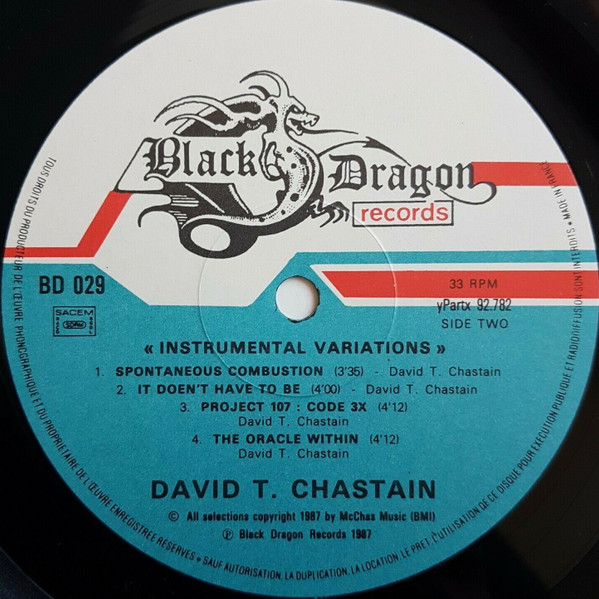 Black Dragon
records
BD 029
SACEM
SDRM
33 RPM
yPartx 92.782
SIDE TWO
« INSTRUMENTAL VARIATIONS »
1. SPONTANEOUS COMBUSTION (3'35) - David T. Chastain
2. IT DOEN'T HAVE TO BE (4'00) - David T. Chastain
3. PROJECT 107 : CODE 3X (4'12)
David T. Chastain
4. THE ORACLE WITHIN (4'12)
David T. Chastain
DAVID T. CHASTAIN
© All selections copyright 1987 by McChas Music (BMI)
℗ Black Dragon Records 1987
TOUS DROITS DU PRODUCTEUR DE L'ŒUVRE PHONOGRAPHIQUE ET DU PROPRIETAIRE DE L'ŒUVRE ENREGISTREE RESERVES • SAUF AUTORISATION, LA DUPLICATION, LA LOCATION, LE PRET, L'UTILISATION DE CE DISQUE POUR EXECUTION PUBLIQUE ET RADIODIFFUSION SONT INTERDITS • MADE IN FRANCE